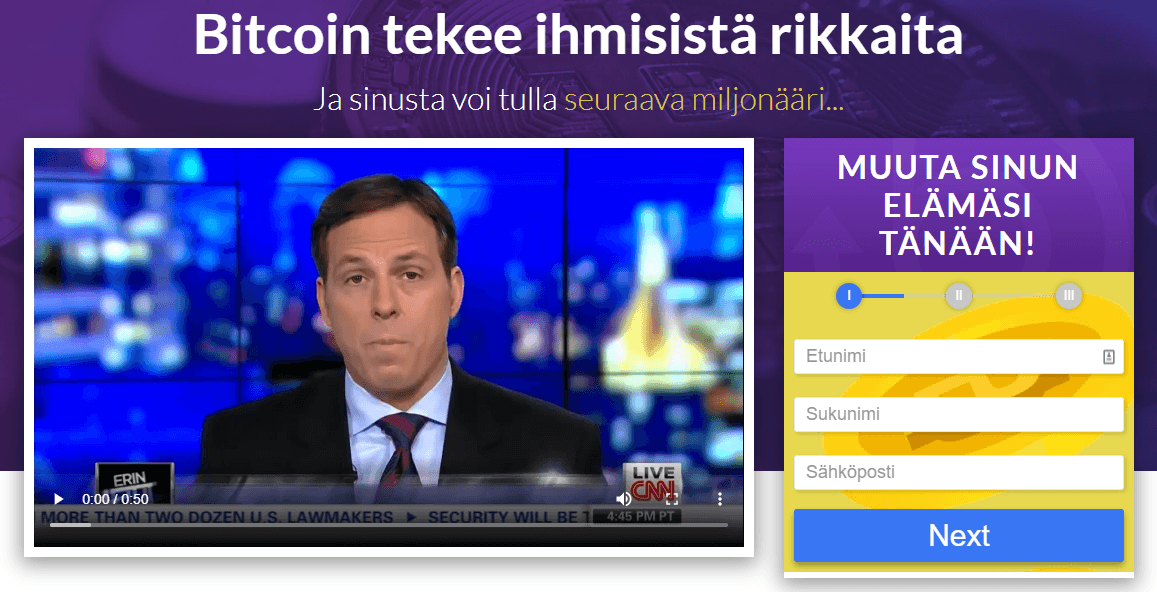 Bitcoin tekee ihmisistä rikkaita
Ja sinusta voi tulla seuraava miljonääri...
MUUTA SINUN
ELÄMÄSI
TÄNÄÄN!
I II III
Etunimi
Sukunimi
Sähköposti
Next
ERIN
LIVE
CNN
0:00 / 0:50
MORE THAN TWO DOZEN U.S. LAWMAKERS ► SECURITY WILL BE
4:45 PM PT